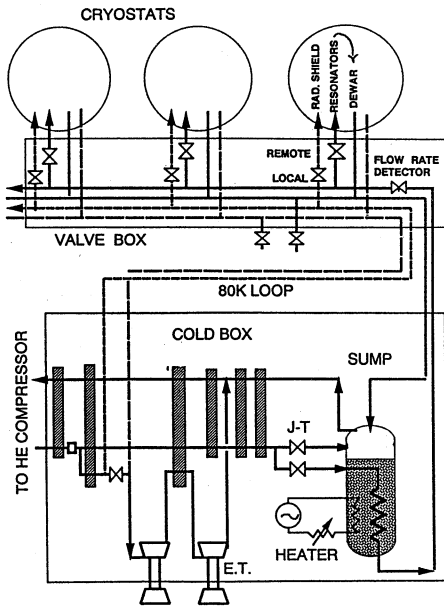 CRYOSTATS
RAD. SHIELD
RESONATORS
DEWAR
REMOTE
LOCAL
FLOW RATE
DETECTOR
VALVE BOX
80K LOOP
COLD BOX
SUMP
TO HE COMPRESSOR
J-T
HEATER
E.T.